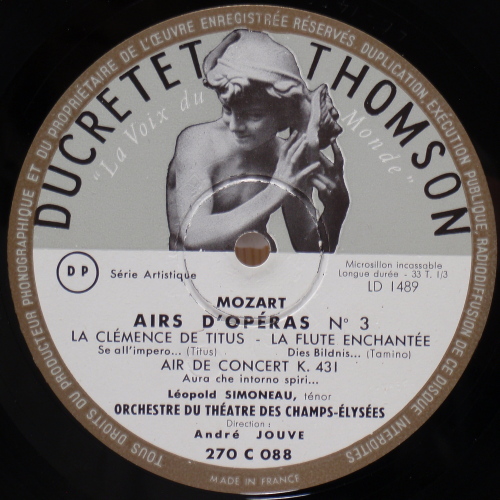 TOUS DROITS DU PRODUCTEUR PHONOGRAPHIQUE ET DU PROPRIÉTAIRE DE L'ŒUVRE ENREGISTRÉE RÉSERVÉS, DUPLICATION, EXÉCUTION PUBLIQUE, RADIODIFFUSION DE CE DISQUE INTERDITES
DUCRETET THOMSON
"La Voix du Monde"
DP
Série Artistique
Microsillon incassable
Longue durée - 33 T. 1/3
LD 1489
MOZART
AIRS D'OPÉRAS N° 3
LA CLÉMENCE DE TITUS - LA FLUTE ENCHANTÉE
Se all'impero... (Titus) Dies Bildnis... (Tamino)
AIR DE CONCERT K. 431
Aura che intorno spiri...
Léopold SIMONEAU, ténor
ORCHESTRE DU THÉATRE DES CHAMPS-ÉLYSÉES
Direction :
André JOUVE
270 C 088
MADE IN FRANCE